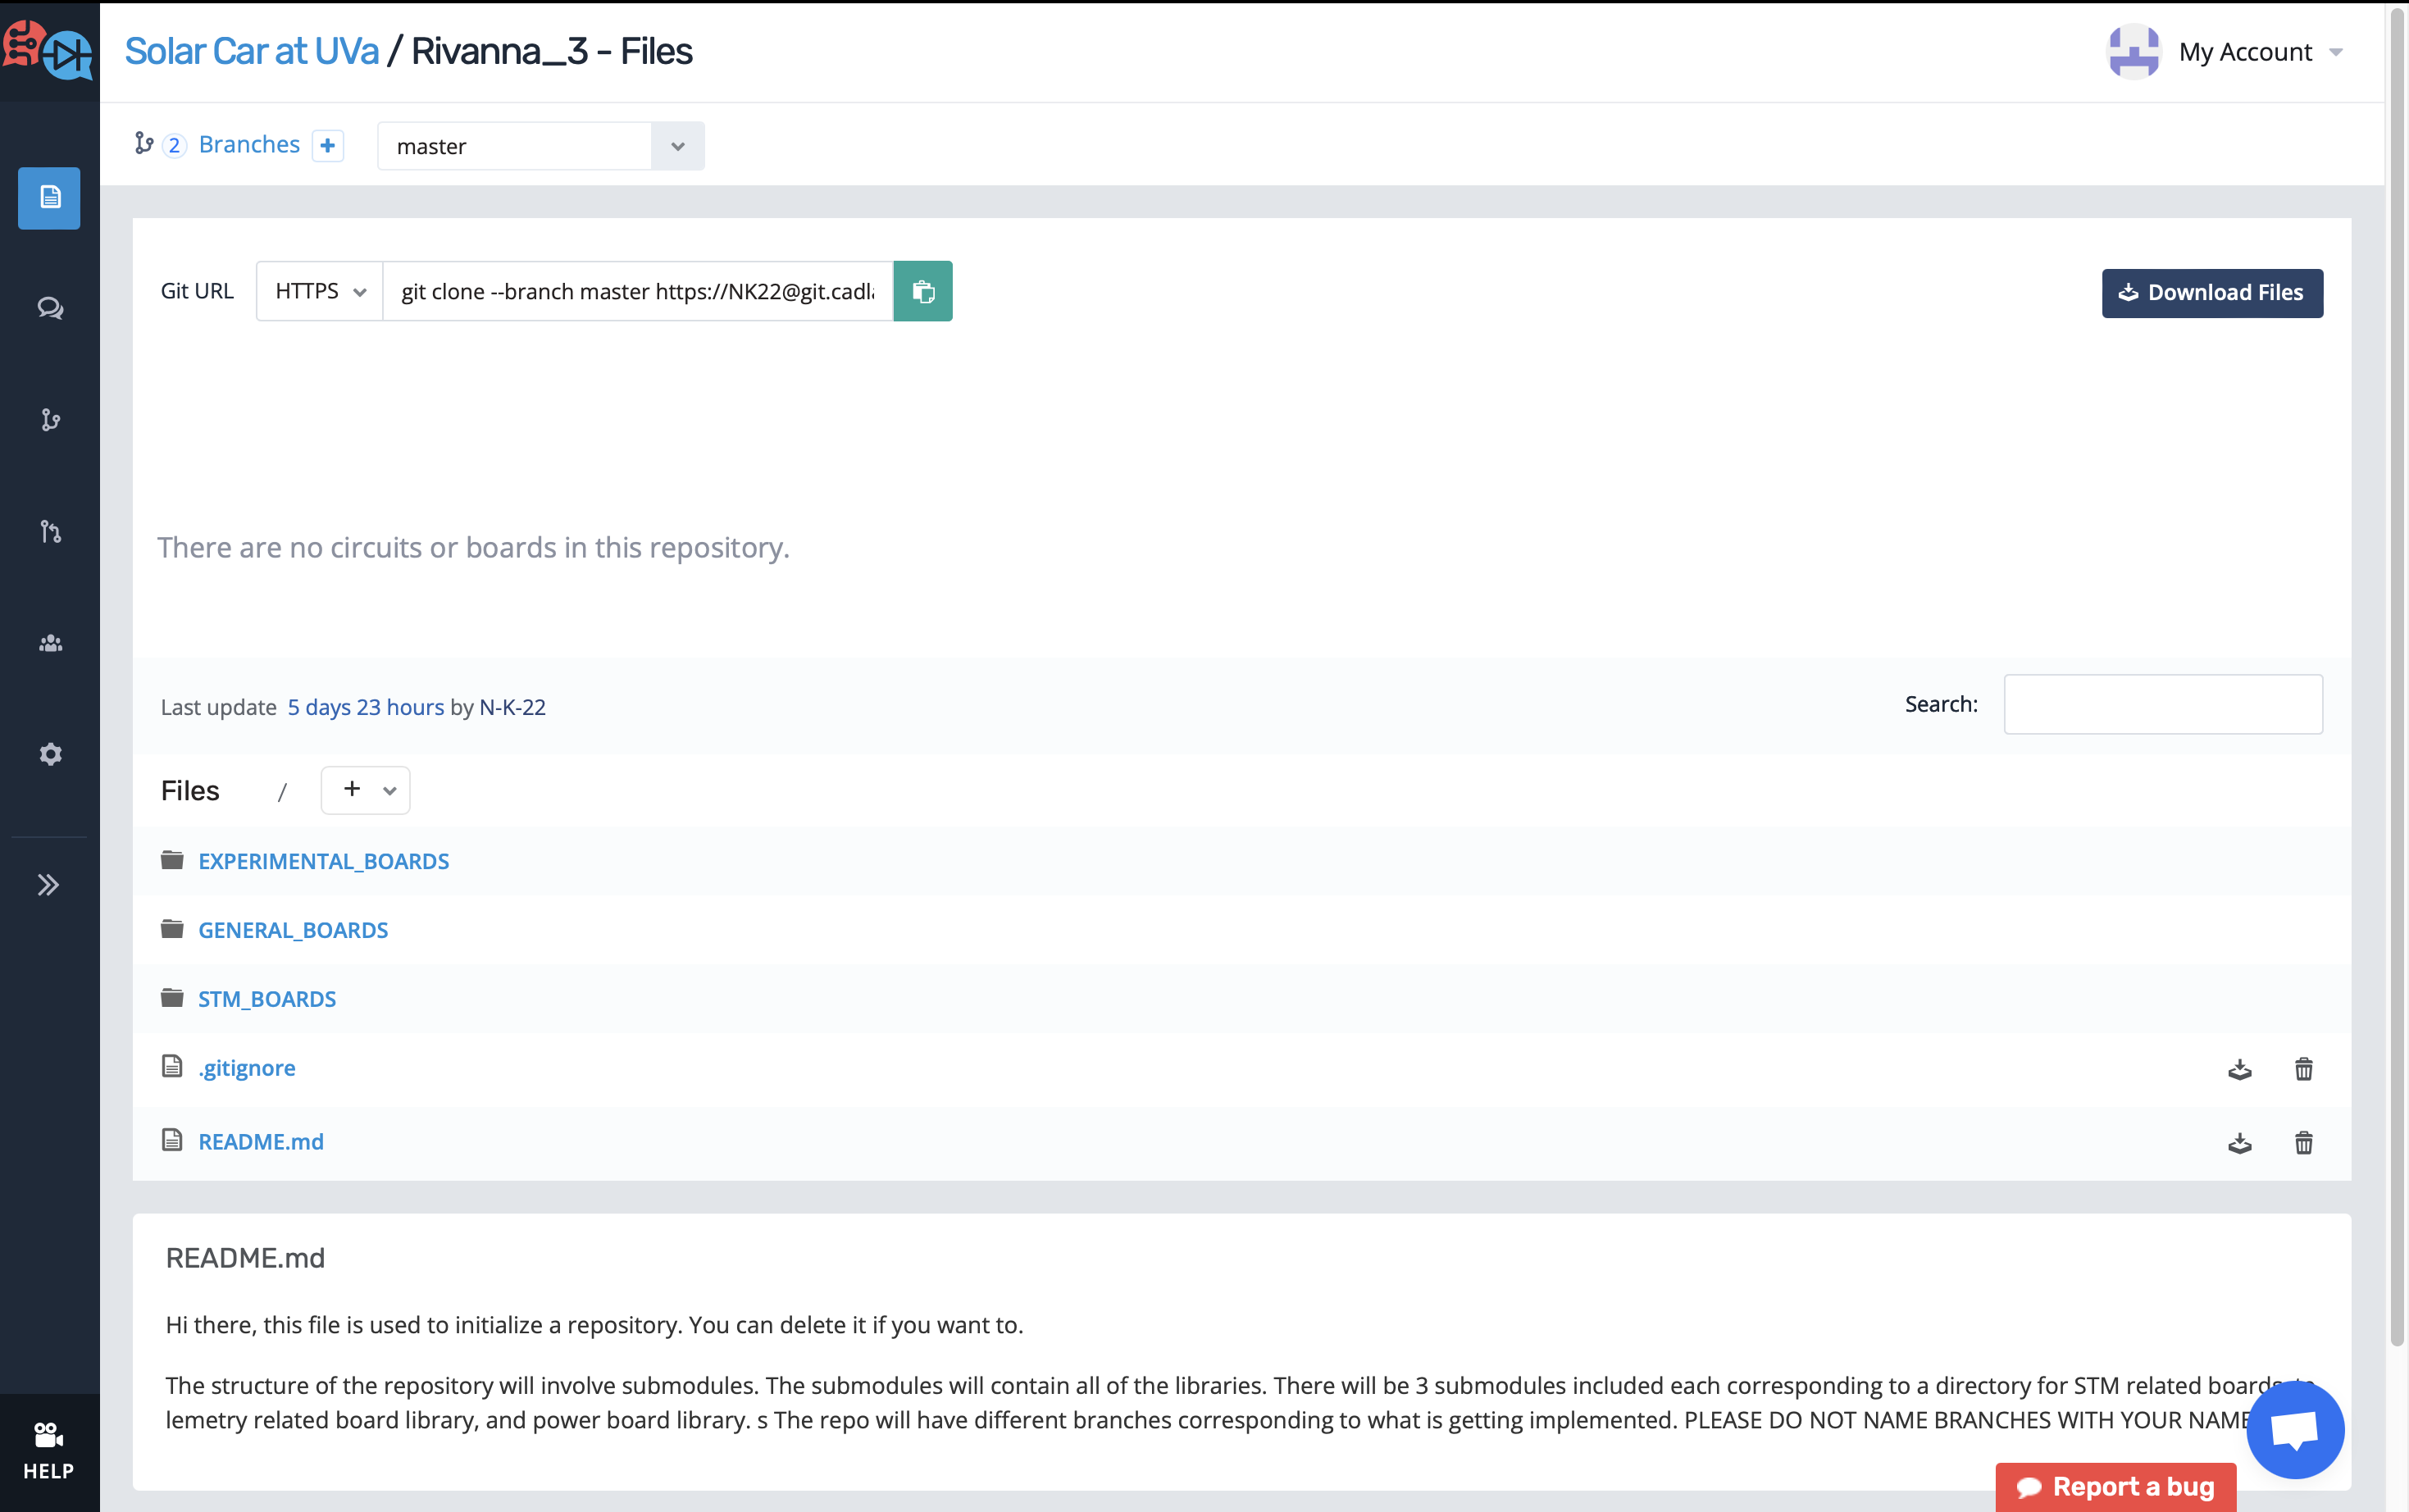 Solar Car at UVa / Rivanna_3 - Files
My Account
2 Branches +
master
Git URL
HTTPS
git clone --branch master https://NK22@git.cadla
Download Files
There are no circuits or boards in this repository.
Last update 5 days 23 hours by N-K-22
Search:
Files / +
EXPERIMENTAL_BOARDS
GENERAL_BOARDS
STM_BOARDS
.gitignore
README.md
README.md
Hi there, this file is used to initialize a repository. You can delete it if you want to.
The structure of the repository will involve submodules. The submodules will contain all of the libraries. There will be 3 submodules included each corresponding to a directory for STM related boards,
lemetry related board library, and power board library. s The repo will have different branches corresponding to what is getting implemented. PLEASE DO NOT NAME BRANCHES WITH YOUR NAME
HELP
Report a bug